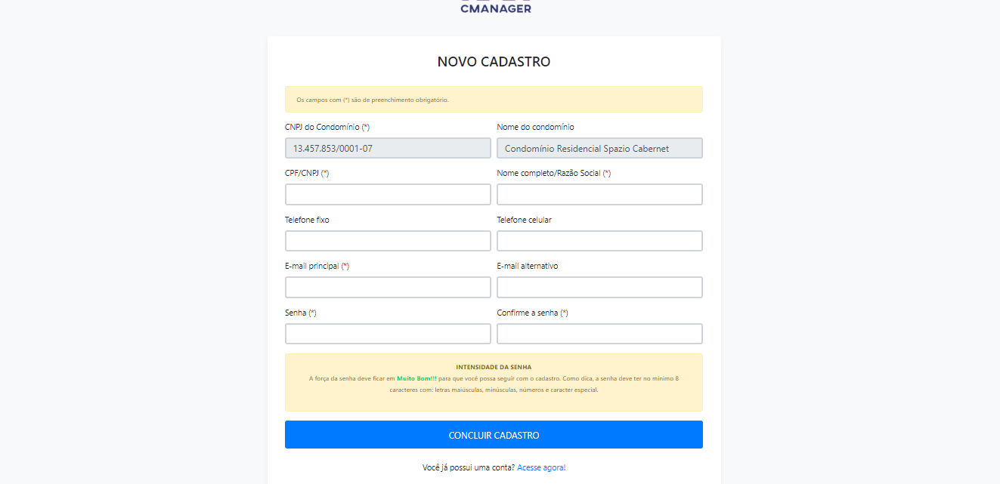 CMANAGER
NOVO CADASTRO
Os campos com (*) são de preenchimento obrigatório.
CNPJ do Condomínio (*)
Nome do condomínio
13.457.853/0001-07
Condomínio Residencial Spazio Cabernet
CPF/CNPJ (*)
Nome completo/Razão Social (*)
Telefone fixo
Telefone celular
E-mail principal (*)
E-mail alternativo
Senha (*)
Confirme a senha (*)
INTENSIDADE DA SENHA
A força da senha deve ficar em Muito Bom!!! para que você possa seguir com o cadastro. Como dica, a senha deve ter no mínimo 8
caracteres com: letras maiúsculas, minúsculas, números e caracter especial.
CONCLUIR CADASTRO
Você já possui uma conta? Acesse agora!